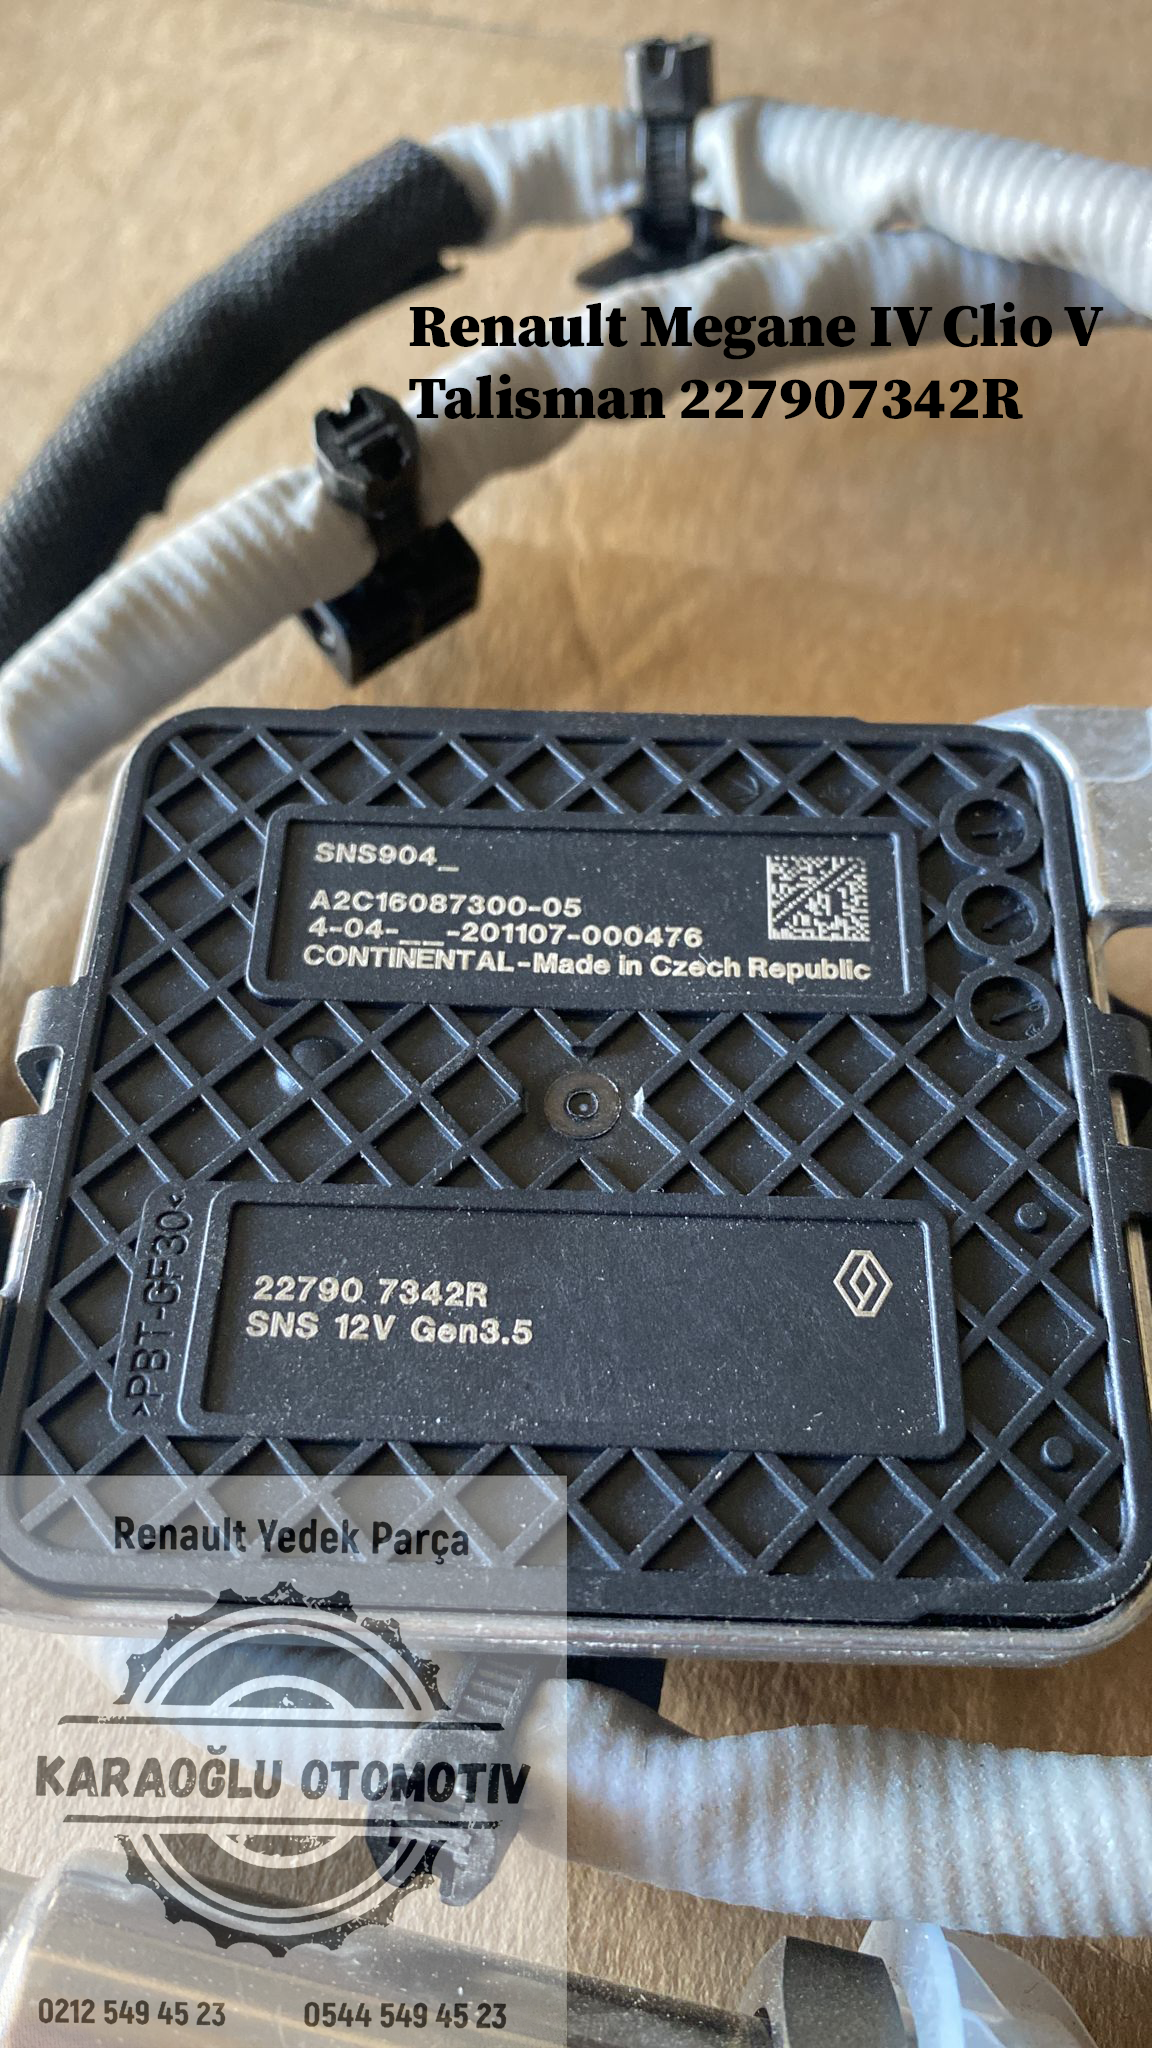 Renault Megane IV Clio V
Talisman 227907342R
SNS904_
A2C16087300-05
4-04-__-201107-000476
CONTINENTAL-Made in Czech Republic
>PBT-GF30<
22790 7342R
SNS 12V Gen3.5
Renault Yedek Parça
KARAOĞLU OTOMOTIV
0212 549 45 23 0544 549 45 23